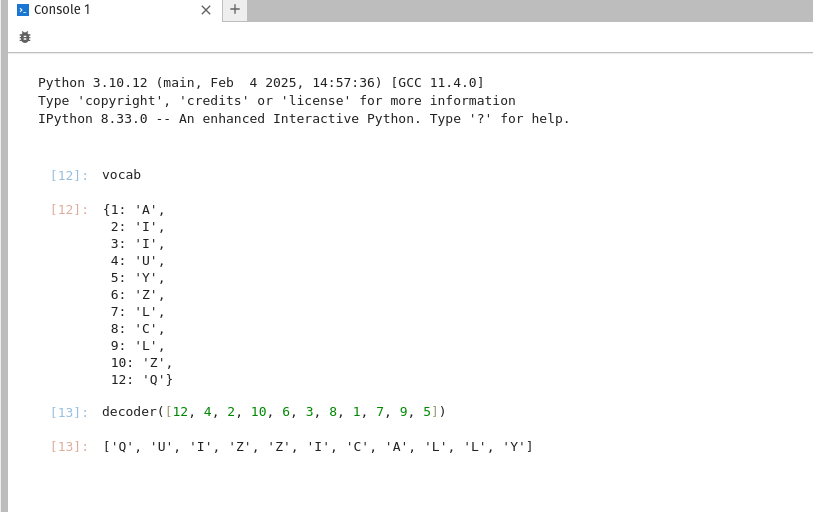 Console 1
Python 3.10.12 (main, Feb  4 2025, 14:57:36) [GCC 11.4.0]
Type 'copyright', 'credits' or 'license' for more information
IPython 8.33.0 -- An enhanced Interactive Python. Type '?' for help.
[12]: vocab
[12]: {1: 'A',
2: 'I',
3: 'I',
4: 'U',
5: 'Y',
6: 'Z',
7: 'L',
8: 'C',
9: 'L',
10: 'Z',
12: 'Q'}
[13]: decoder([12, 4, 2, 10, 6, 3, 8, 1, 7, 9, 5])
[13]: ['Q', 'U', 'I', 'Z', 'Z', 'I', 'C', 'A', 'L', 'L', 'Y']